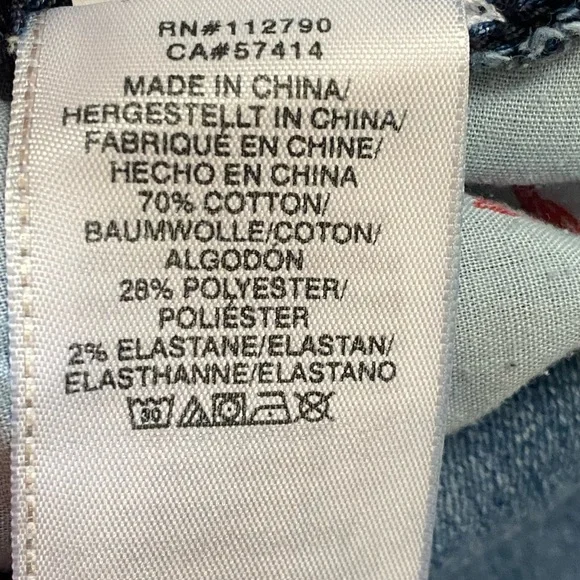 RN#112790
CA#57414
MADE IN CHINA/
HERGESTELLT IN CHINA/
FABRIQUÉ EN CHINE/
HECHO EN CHINA
70% COTTON/
BAUMWOLLE/COTON/
ALGODÓN
28% POLYESTER/
POLIÉSTER
2% ELASTANE/ELASTAN/
ELASTHANNE/ELASTANO
30